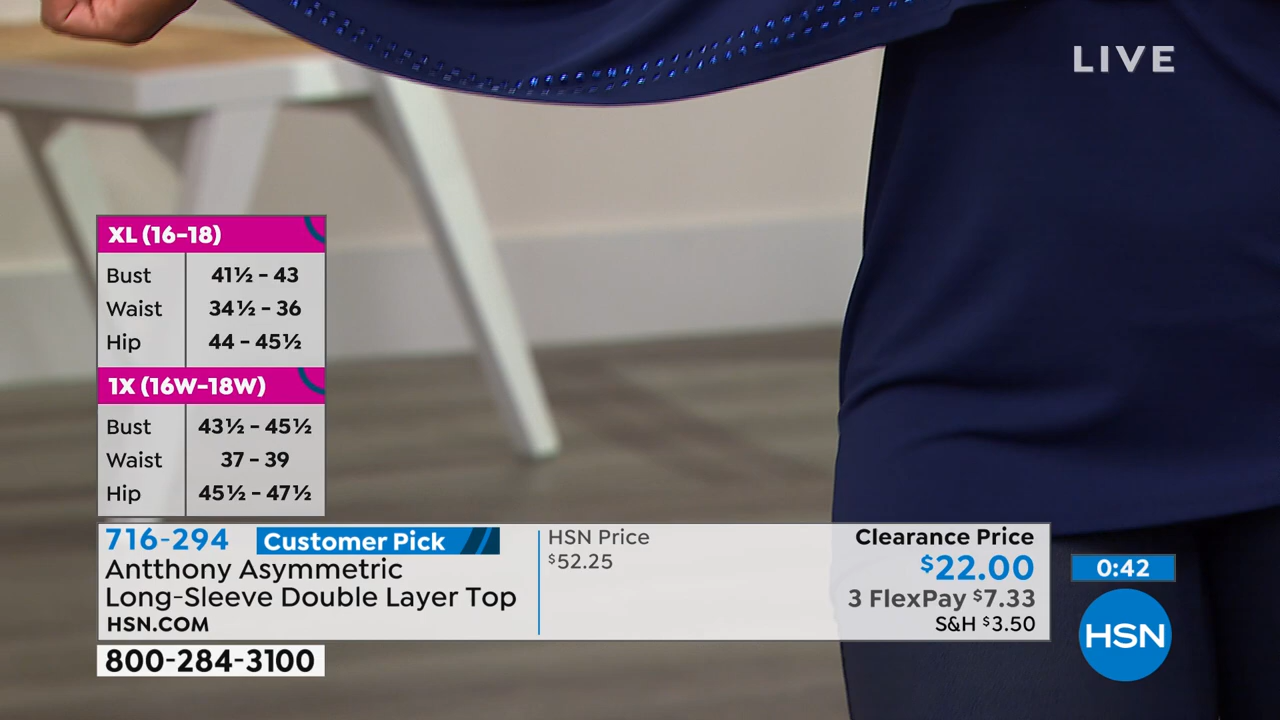 LIVE
XL (16-18)
Bust 41½ - 43
Waist 34½ - 36
Hip 44 - 45½
1X (16W-18W)
Bust 43½ - 45½
Waist 37 - 39
Hip 45½ - 47½
716-294 Customer Pick
Antthony Asymmetric
Long-Sleeve Double Layer Top
HSN.COM
HSN Price
$52.25
Clearance Price
$22.00
3 FlexPay $7.33
S&H $3.50
0:42
HSN
800-284-3100